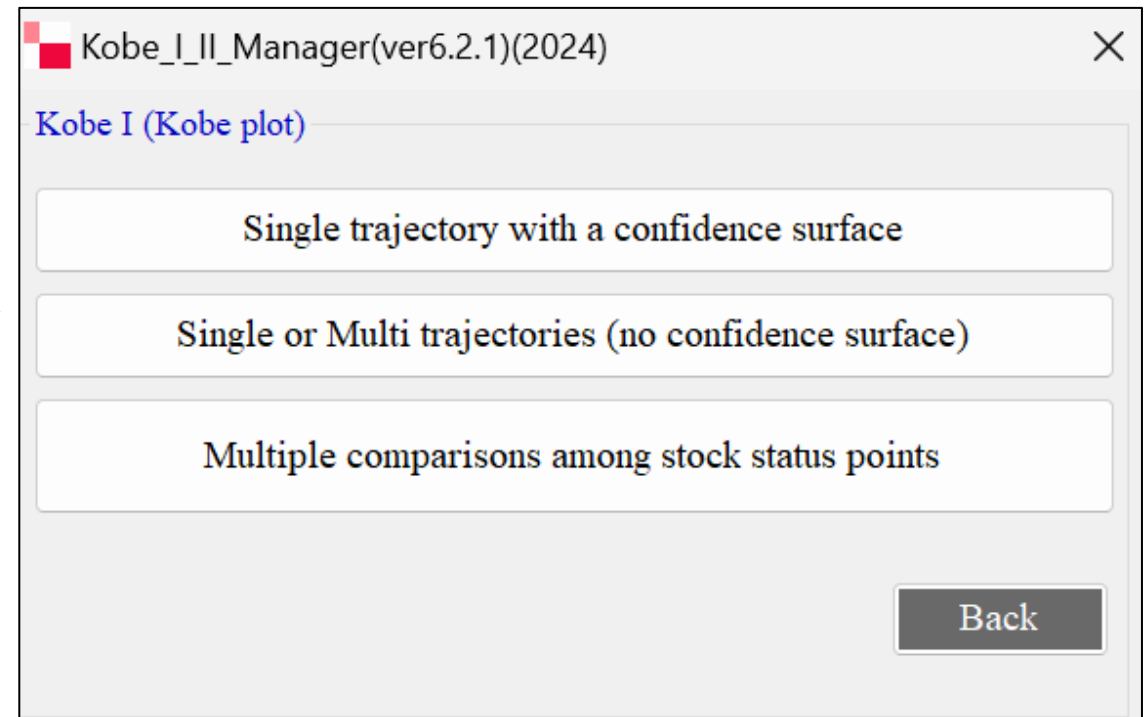 Kobe_I_II_Manager(ver6.2.1)(2024)
Kobe I (Kobe plot)
Single trajectory with a confidence surface
Single or Multi trajectories (no confidence surface)
Multiple comparisons among stock status points
Back